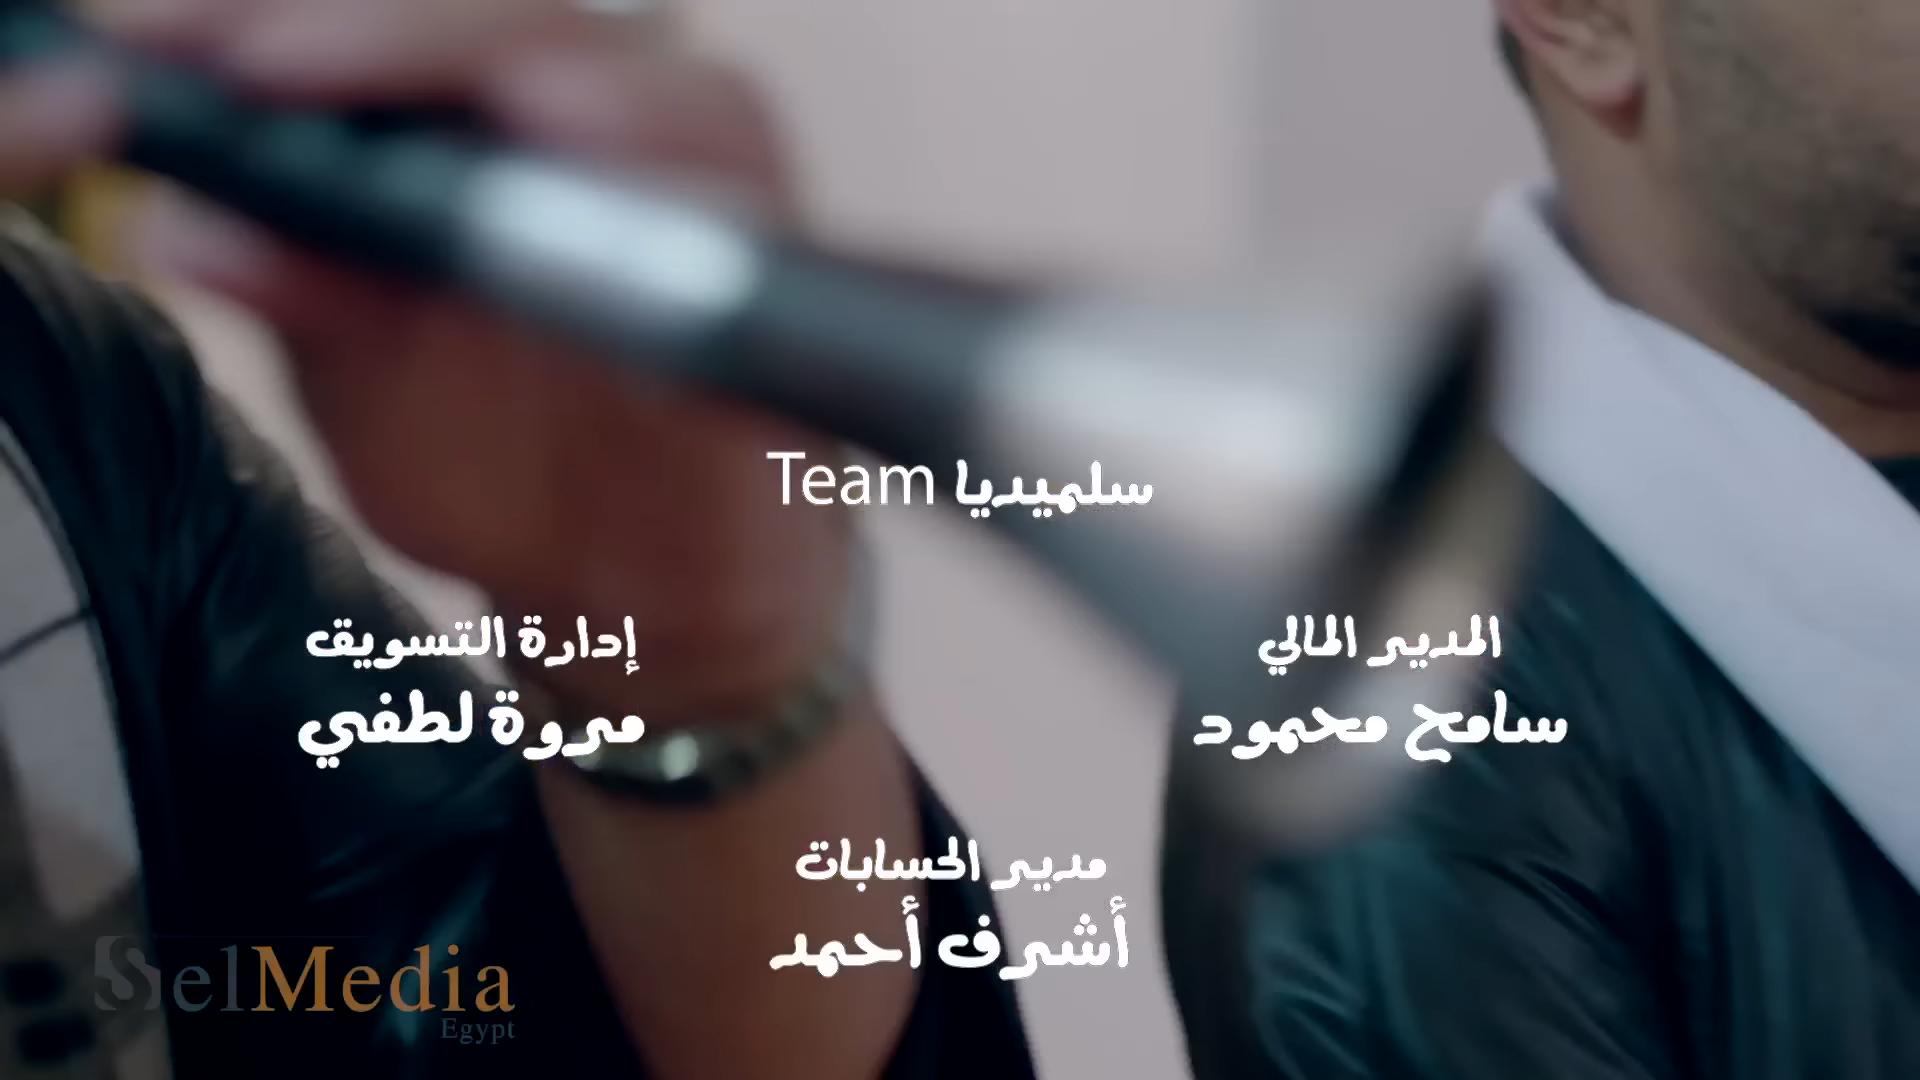 سلميديا Team
المدير المالي
سامح محمود
إدارة التسويق
مروة لطفي
مدير الحسابات
أشرف أحمد
SelMedia
Egypt